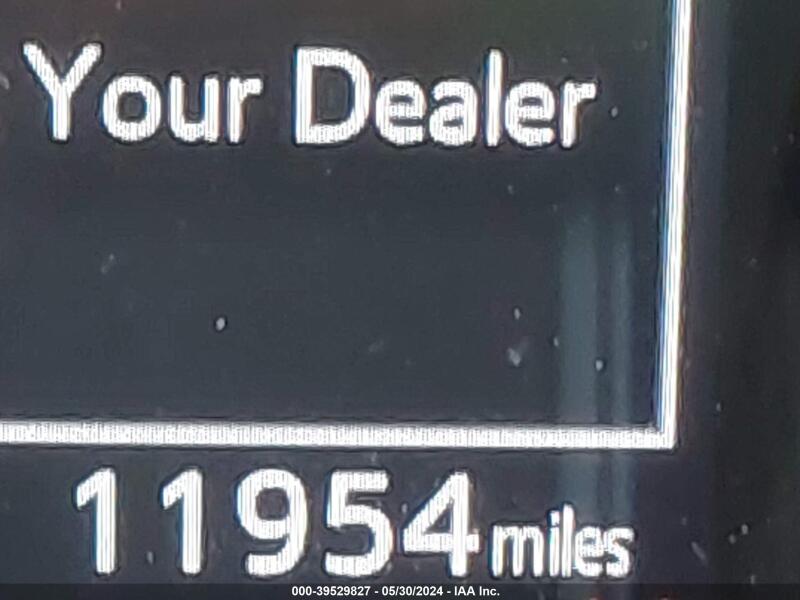 Your Dealer
11954 miles
000-39529827 - 05/30/2024 - IAA Inc.